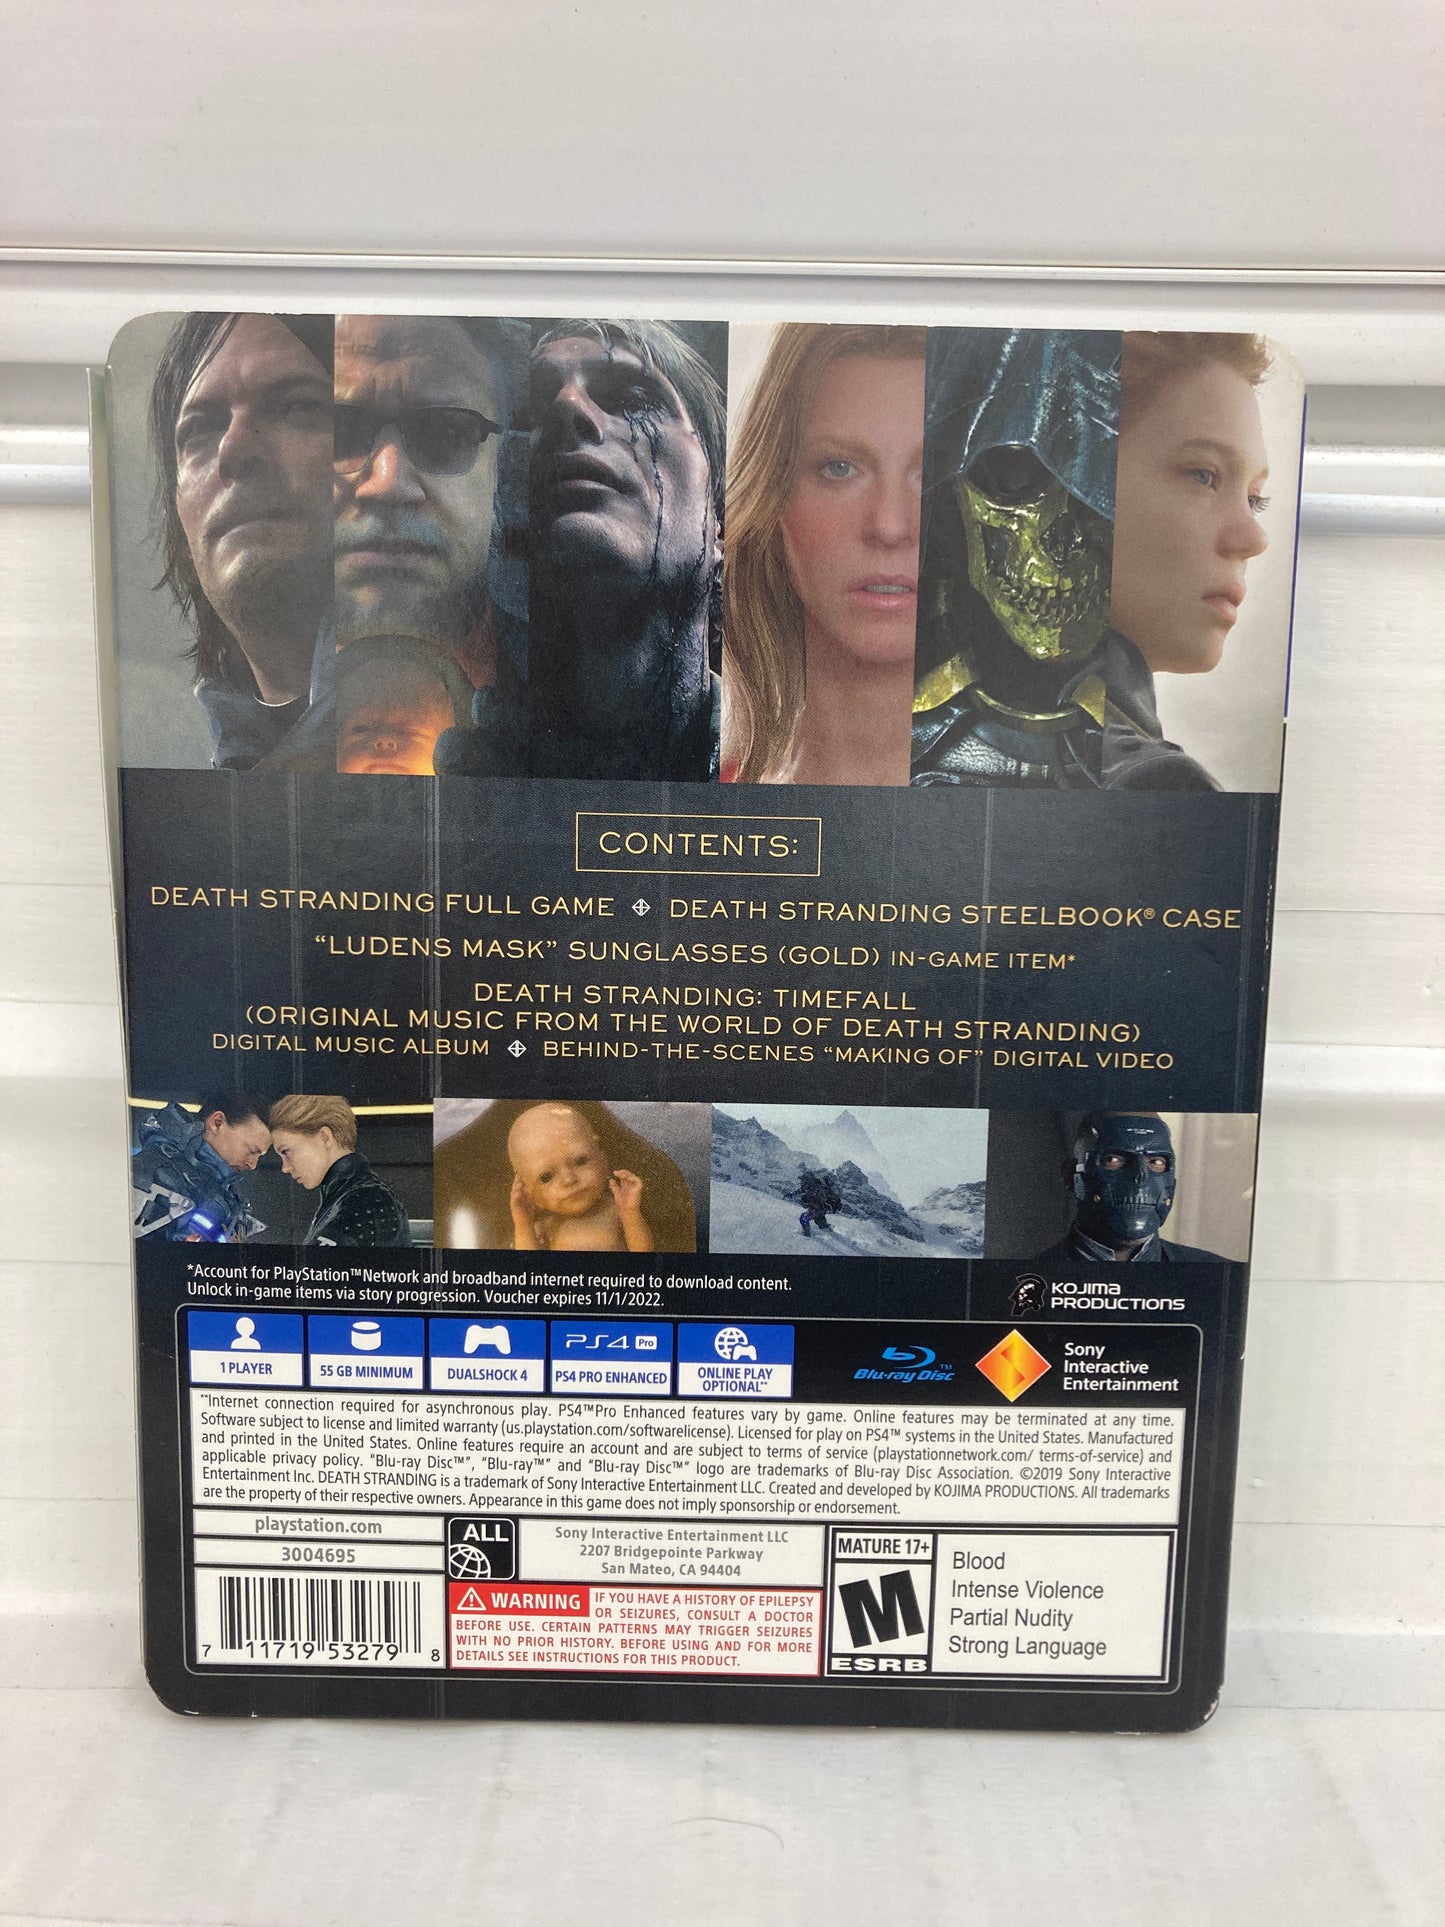 CONTENTS:
DEATH STRANDING FULL GAME DEATH STRANDING STEELBOOK® CASE
"LUDENS MASK" SUNGLASSES (GOLD) IN-GAME ITEM*
DEATH STRANDING: TIMEFALL
(ORIGINAL MUSIC FROM THE WORLD OF DEATH STRANDING)
DIGITAL MUSIC ALBUM BEHIND-THE-SCENES "MAKING OF" DIGITAL VIDEO
*Account for PlayStation™Network and broadband internet required to download content.
Unlock in-game items via story progression. Voucher expires 11/1/2022.
KOJIMA
PRODUCTIONS
1 PLAYER
55 GB MINIMUM
DUALSHOCK 4
PS4 Pro
PS4 PRO ENHANCED
ONLINE PLAY
OPTIONAL**
Blu-ray Disc™
Sony
Interactive
Entertainment
**Internet connection required for asynchronous play. PS4™Pro Enhanced features vary by game. Online features may be terminated at any time.
Software subject to license and limited warranty (us.playstation.com/softwarelicense). Licensed for play on PS4™ systems in the United States. Manufactured
and printed in the United States. Online features require an account and are subject to terms of service (playstationnetwork.com/ terms-of-service) and
applicable privacy policy. "Blu-ray Disc™", "Blu-ray™" and "Blu-ray Disc™" logo are trademarks of Blu-ray Disc Association. ©2019 Sony Interactive
Entertainment Inc. DEATH STRANDING is a trademark of Sony Interactive Entertainment LLC. Created and developed by KOJIMA PRODUCTIONS. All trademarks
are the property of their respective owners. Appearance in this game does not imply sponsorship or endorsement.
playstation.com
3004695
7 11719 53279 8
ALL
Sony Interactive Entertainment LLC
2207 Bridgepointe Parkway
San Mateo, CA 94404
WARNING IF YOU HAVE A HISTORY OF EPILEPSY
OR SEIZURES, CONSULT A DOCTOR
BEFORE USE. CERTAIN PATTERNS MAY TRIGGER SEIZURES
WITH NO PRIOR HISTORY. BEFORE USING AND FOR MORE
DETAILS SEE INSTRUCTIONS FOR THIS PRODUCT.
MATURE 17+
M
ESRB
Blood
Intense Violence
Partial Nudity
Strong Language